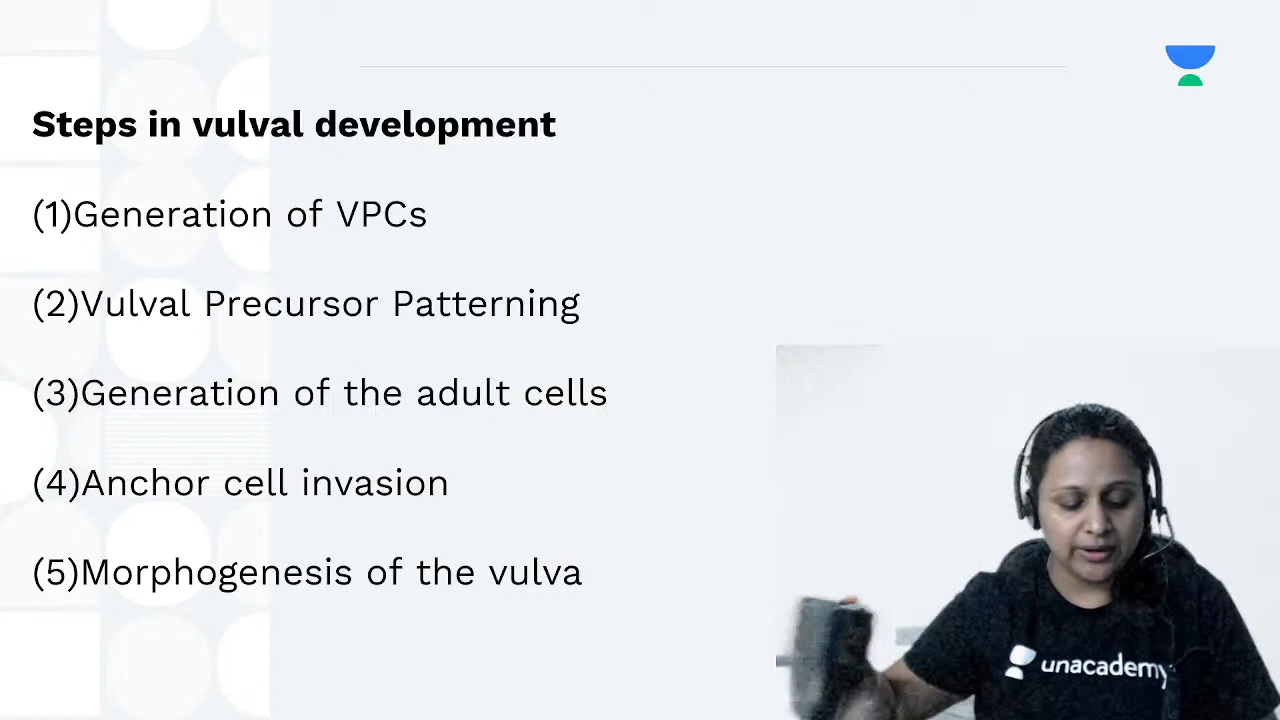 Steps in vulval development
(1)Generation of VPCs
(2)Vulval Precursor Patterning
(3)Generation of the adult cells
(4)Anchor cell invasion
(5)Morphogenesis of the vulva
unacademy